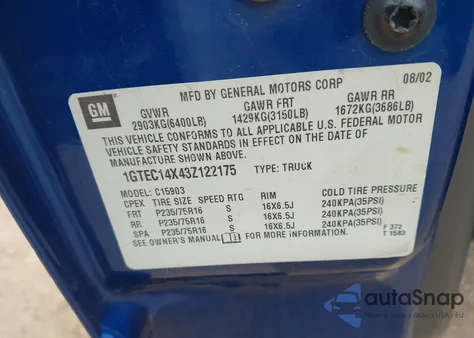 MFD BY GENERAL MOTORS CORP
08/02
GM
GVWR GAWR FRT GAWR RR
2903KG(6400LB) 1429KG(3150LB) 1672KG(3686LB)
THIS VEHICLE CONFORMS TO ALL APPLICABLE U.S. FEDERAL MOTOR
VEHICLE SAFETY STANDARDS IN EFFECT ON THE DATE OF
MANUFACTURE SHOWN ABOVE.
1GTEC14X43Z122175 TYPE: TRUCK
MODEL: C15903
CPEX TIRE SIZE SPEED RTG RIM COLD TIRE PRESSURE
FRT P235/75R16 S 16X6.5J 240KPA(35PSI)
RR P235/75R16 S 16X6.5J 240KPA(35PSI)
SPA P235/75R16 S 16X6.5J 240KPA(35PSI)
SEE OWNER'S MANUAL FOR MORE INFORMATION.
F 372
T 1583
autoSnap